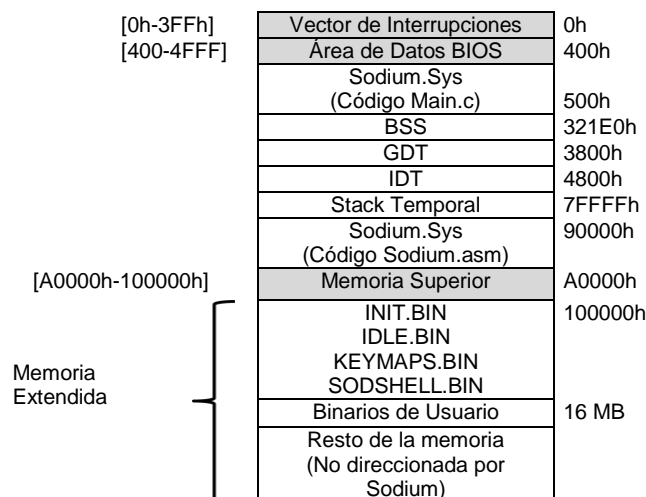 [0h-3FFh] Vector de Interrupciones 0h
[400-4FFF] Área de Datos BIOS 400h
Sodium.Sys
(Código Main.c) 500h
BSS 321E0h
GDT 3800h
IDT 4800h
Stack Temporal 7FFFFh
Sodium.Sys 90000h
(Código Sodium.asm)
[A0000h-100000h] Memoria Superior A0000h
INIT.BIN 100000h
IDLE.BIN
KEYMAPS.BIN
Memoria SODSHELL.BIN
Extendida
Binarios de Usuario 16 MB
Resto de la memoria
(No direccionada por
Sodium)